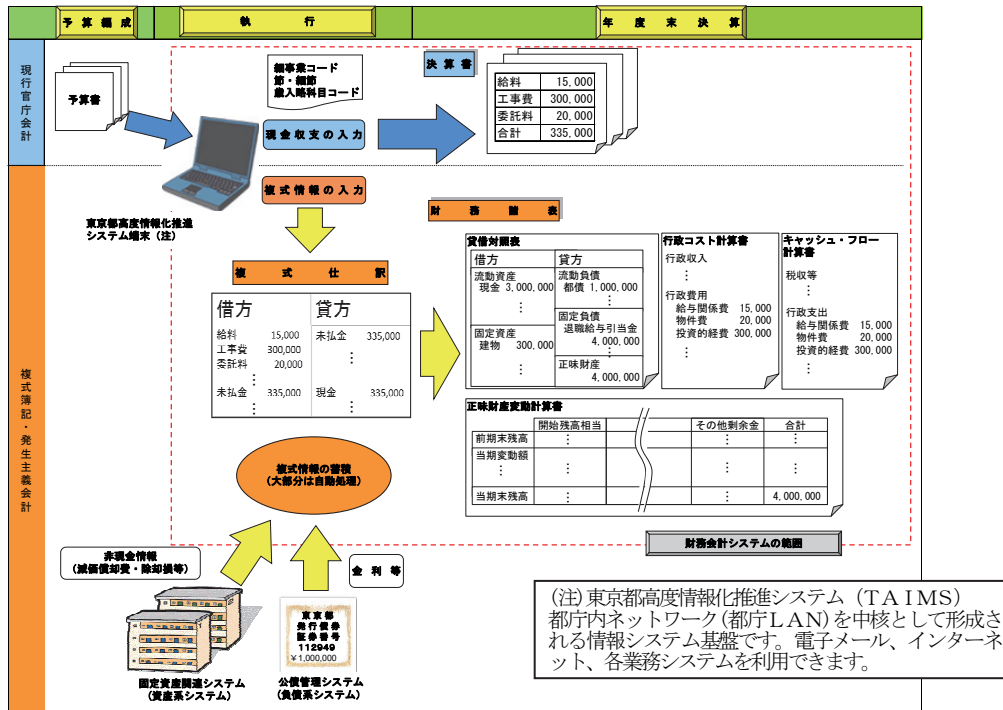 予算編成
執行
年度末決算
現行官庁会計
予算書
細事業コード
節・細節
歳入略科目コード
現金収支の入力
決算書
給料 15,000
工事費 300,000
委託料 20,000
合計 335,000
複式簿記・発生主義会計
複式情報の入力
東京都高度情報化推進
システム端末(注)
複式仕訳
借方 貸方
給料 15,000 未払金 335,000
工事費 300,000 ⋮
委託料 20,000
⋮
未払金 335,000 現金 335,000
⋮ ⋮
複式情報の蓄積
(大部分は自動処理)
非現金情報
(減価償却費・除却損等)
金利等
東京都
発行債券
証券番号
112949
¥1,000,000
固定資産関連システム
(資産系システム)
公債管理システム
(負債系システム)
財務諸表
貸借対照表
借方 貸方
流動資産 流動負債
現金 3,000,000 都債 1,000,000
⋮ 固定負債
固定資産 退職給与引当金
建物 300,000 4,000,000
⋮ 正味財産
4,000,000
行政コスト計算書
行政収入
⋮
行政費用
給与関係費 15,000
物件費 20,000
投資的経費 300,000
⋮
キャッシュ・フロー
計算書
税収等
⋮
行政支出
給与関係費 15,000
物件費 20,000
投資的経費 300,000
⋮
正味財産変動計算書
開始残高相当 その他剰余金 合計
前期末残高 ⋮ ⋮ ⋮
当期変動額
⋮ ⋮ ⋮ ⋮
当期末残高 ⋮ ⋮ 4,000,000
財務会計システムの範囲
(注)東京都高度情報化推進システム(TAIMS)
都庁内ネットワーク(都庁LAN)を中核として形成さ
れる情報システム基盤です。電子メール、インターネ
ット、各業務システムを利用できます。